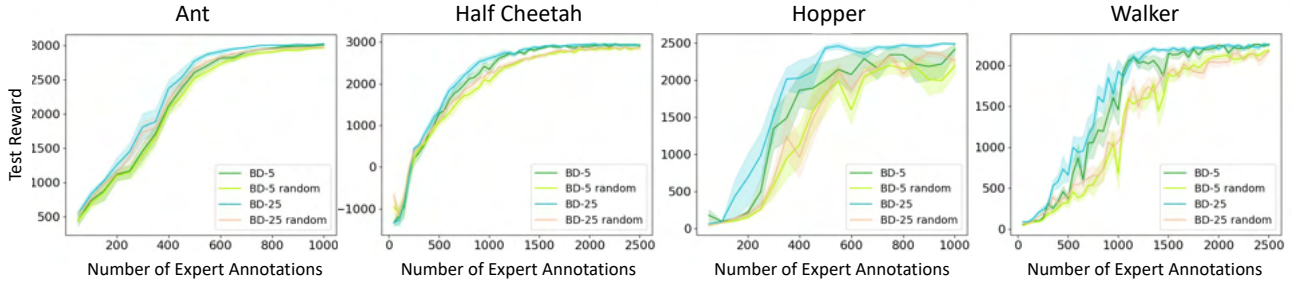 Ant
Half Cheetah
Hopper
Walker
Test Reward
3000
2500
2000
1500
1000
500
200
400
600
800
1000
BD-5
BD-5 random
BD-25
BD-25 random
Number of Expert Annotations
3000
2000
1000
0
−1000
0
500
1000
1500
2000
2500
BD-5
BD-5 random
BD-25
BD-25 random
Number of Expert Annotations
2500
2000
1500
1000
500
0
200
400
600
800
1000
BD-5
BD-5 random
BD-25
BD-25 random
Number of Expert Annotations
2000
1500
1000
500
0
0
500
1000
1500
2000
2500
BD-5
BD-5 random
BD-25
BD-25 random
Number of Expert Annotations